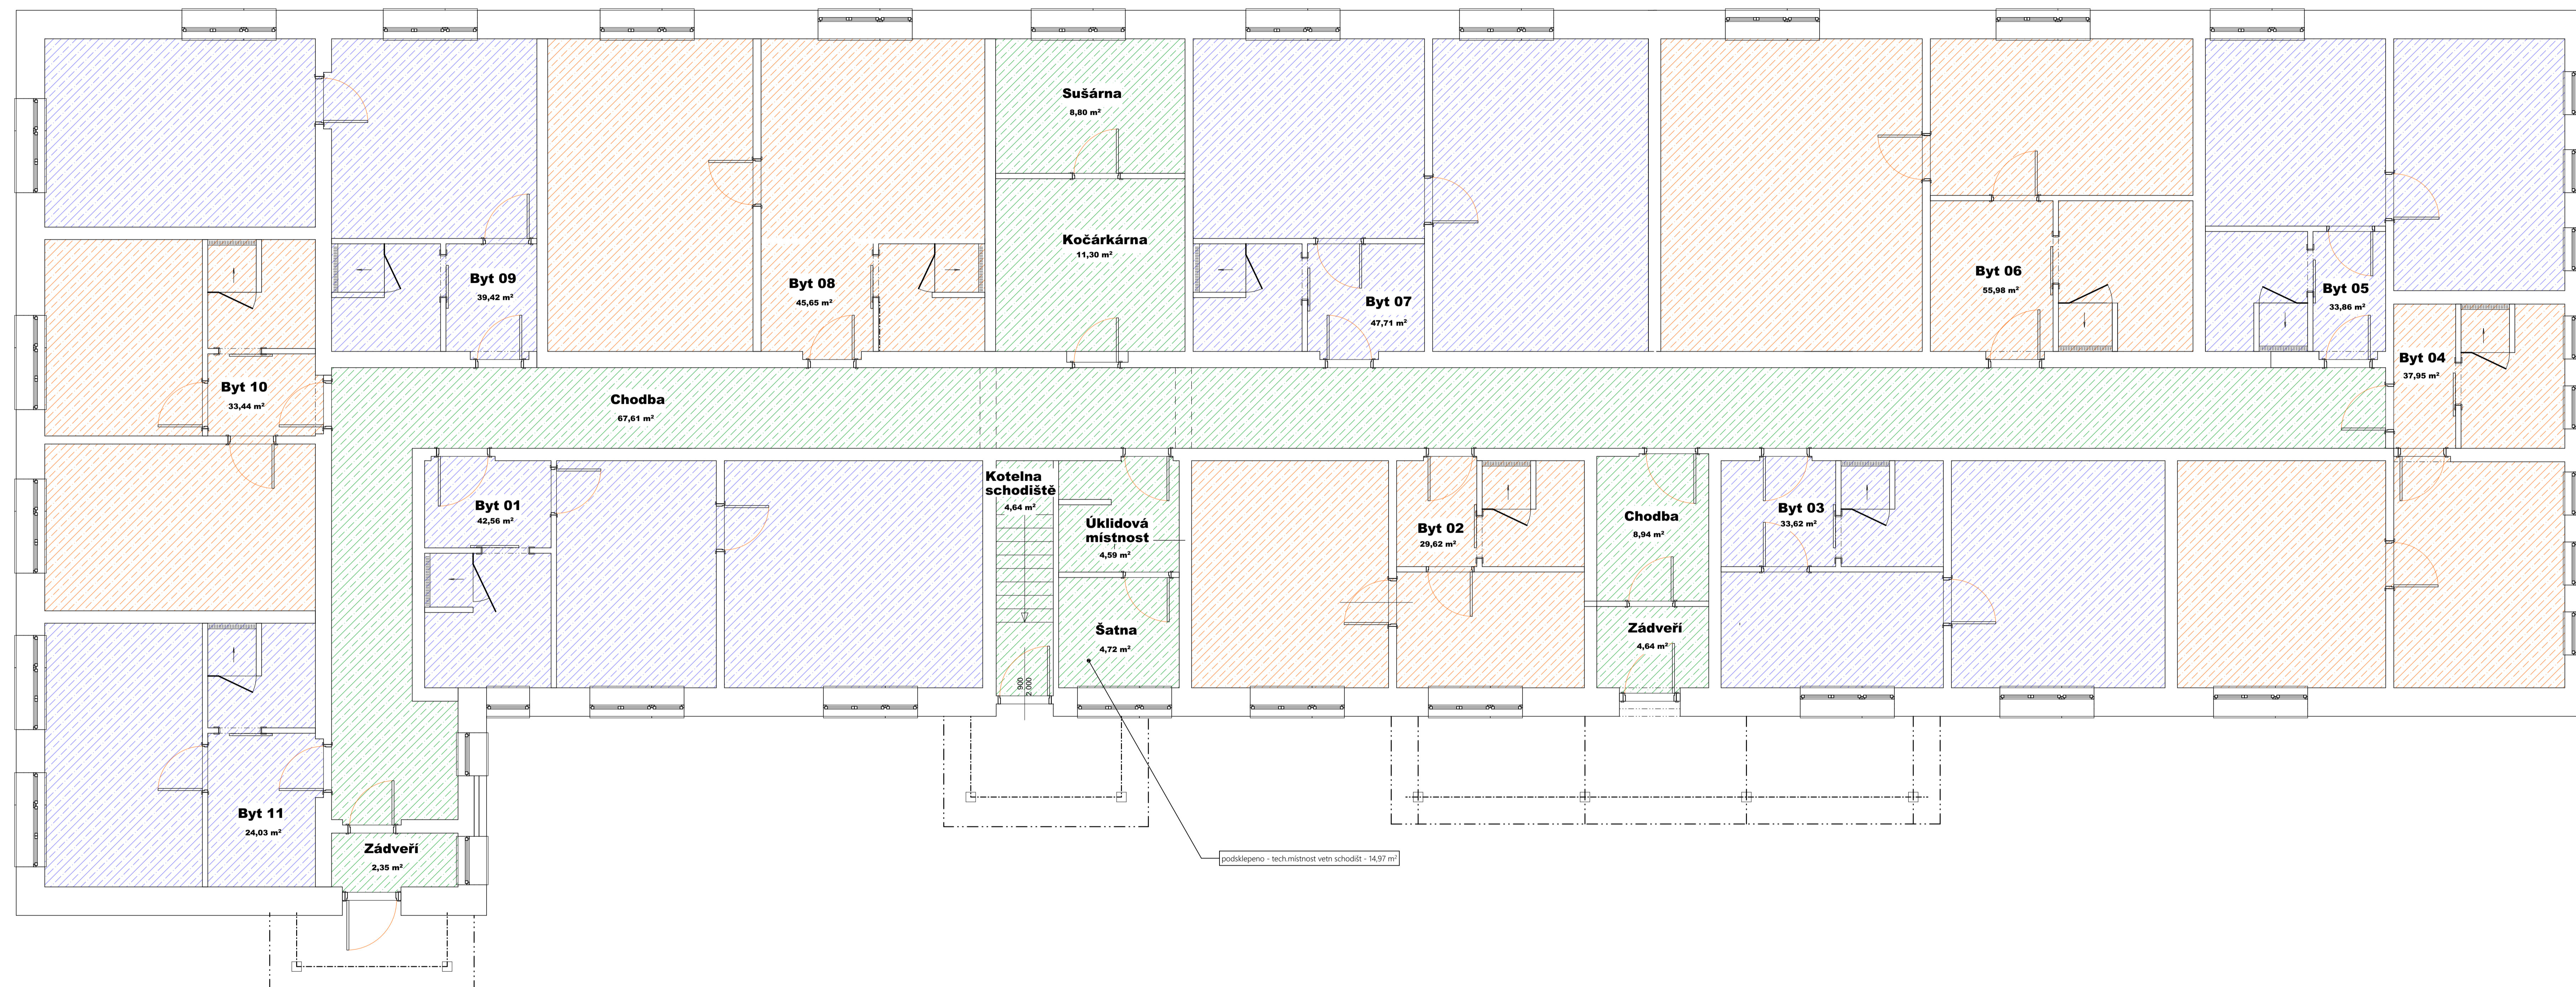 Sušárna
8,80 m²
Kočárkárna
11,30 m²
Byt 09
39,42 m²
Byt 08
45,65 m²
Byt 07
47,71 m²
Byt 06
55,98 m²
Byt 05
33,86 m²
Byt 04
37,95 m²
Byt 10
33,44 m²
Chodba
67,61 m²
Byt 01
42,56 m²
Kotelna
schodiště
4,64 m²
Úklidová
místnost
4,59 m²
Byt 02
29,62 m²
Chodba
8,94 m²
Byt 03
33,62 m²
Šatna
4,72 m²
Zádveří
4,64 m²
900
2.000
Byt 11
24,03 m²
Zádveří
2,35 m²
podsklepeno - tech.místnost vetn schodišt - 14,97 m²